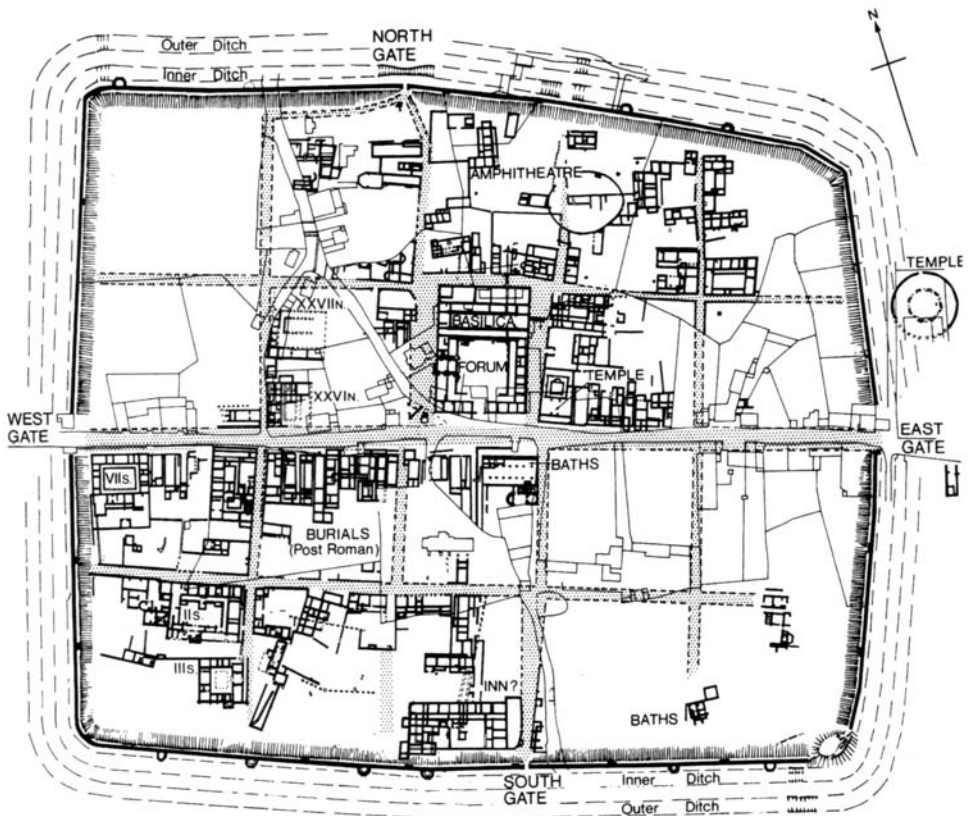 N
Outer Ditch
NORTH
GATE
Inner Ditch
AMPHITHEATRE
TEMPLE
XXVIIN.
BASILICA
FORUM
TEMPLE
XXVIN.
WEST
GATE
EAST
GATE
VIIS.
BATHS
BURIALS
(Post Roman)
IIS.
IIIS.
INN?
BATHS
SOUTH
GATE
Inner Ditch
Outer Ditch